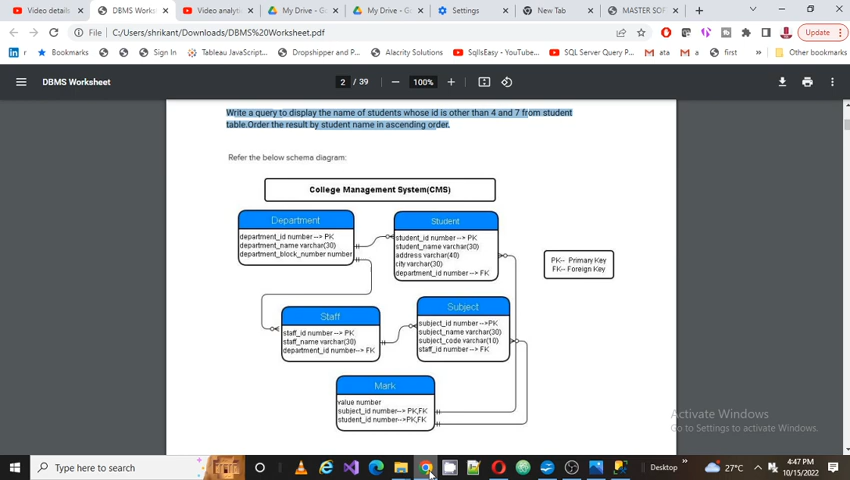 Video details
DBMS Worksh
Video analyti
My Drive - G
My Drive - G
Settings
New Tab
MASTER SOF
File
C:/Users/shrikant/Downloads/DBMS%20Worksheet.pdf
Update
Bookmarks
Sign In
Tableau JavaScript...
Dropshipper and P...
Alacrity Solutions
SqlIsEasy - YouTube...
SQL Server Query P...
ata
a
first
»
Other bookmarks
DBMS Worksheet
2 / 39
100%
Write a query to display the name of students whose id is other than 4 and 7 from student
table.Order the result by student name in ascending order.
Refer the below schema diagram:
College Management System(CMS)
Department
department_id number --> PK
department_name varchar(30)
department_block_number number
Student
student_id number --> PK
student_name varchar(30)
address varchar(40)
city varchar(30)
department_id number --> FK
PK-- Primary Key
FK-- Foreign Key
Staff
staff_id number --> PK
staff_name varchar(30)
department_id number--> FK
Subject
subject_id number -->PK
subject_name varchar(30)
subject_code varchar(10)
staff_id number --> FK
Mark
value number
subject_id number--> PK,FK
student_id number-->PK,FK
Activate Windows
Go to Settings to activate Windows.
Type here to search
Desktop
»
27°C
4:47 PM
10/15/2022